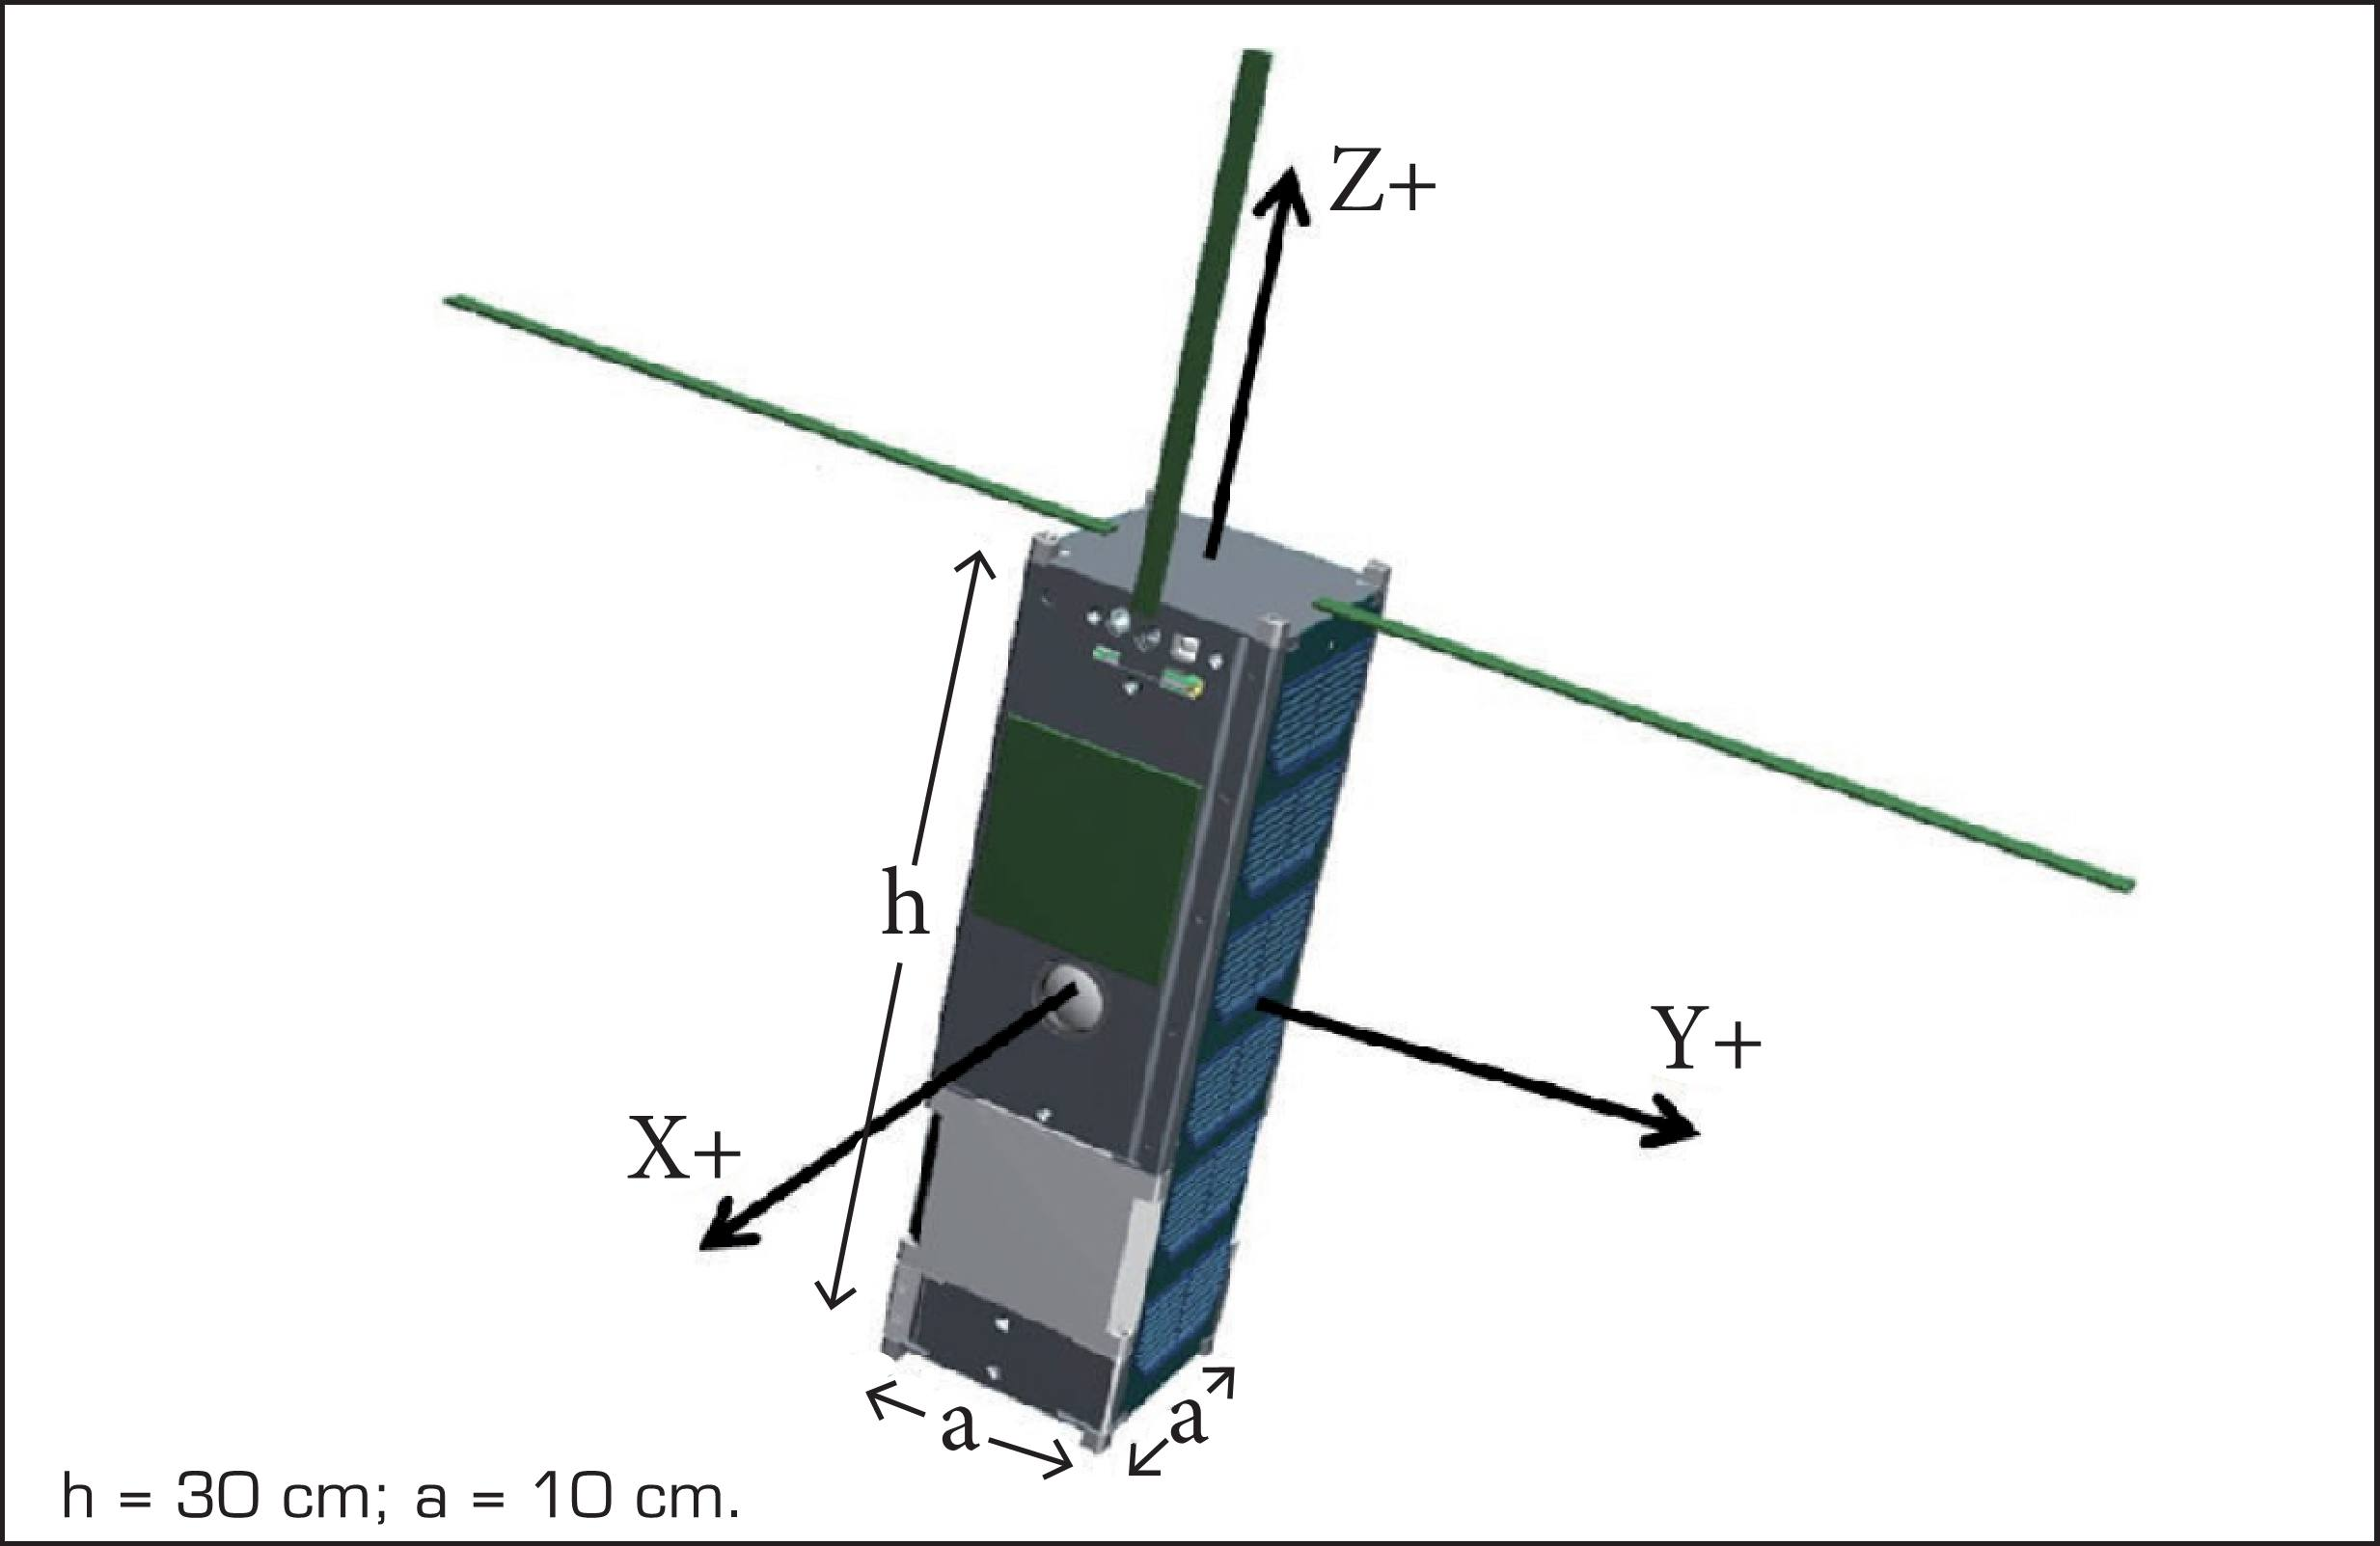 Z+
h
Y+
X+
a
a
h = 30 cm; a = 10 cm.